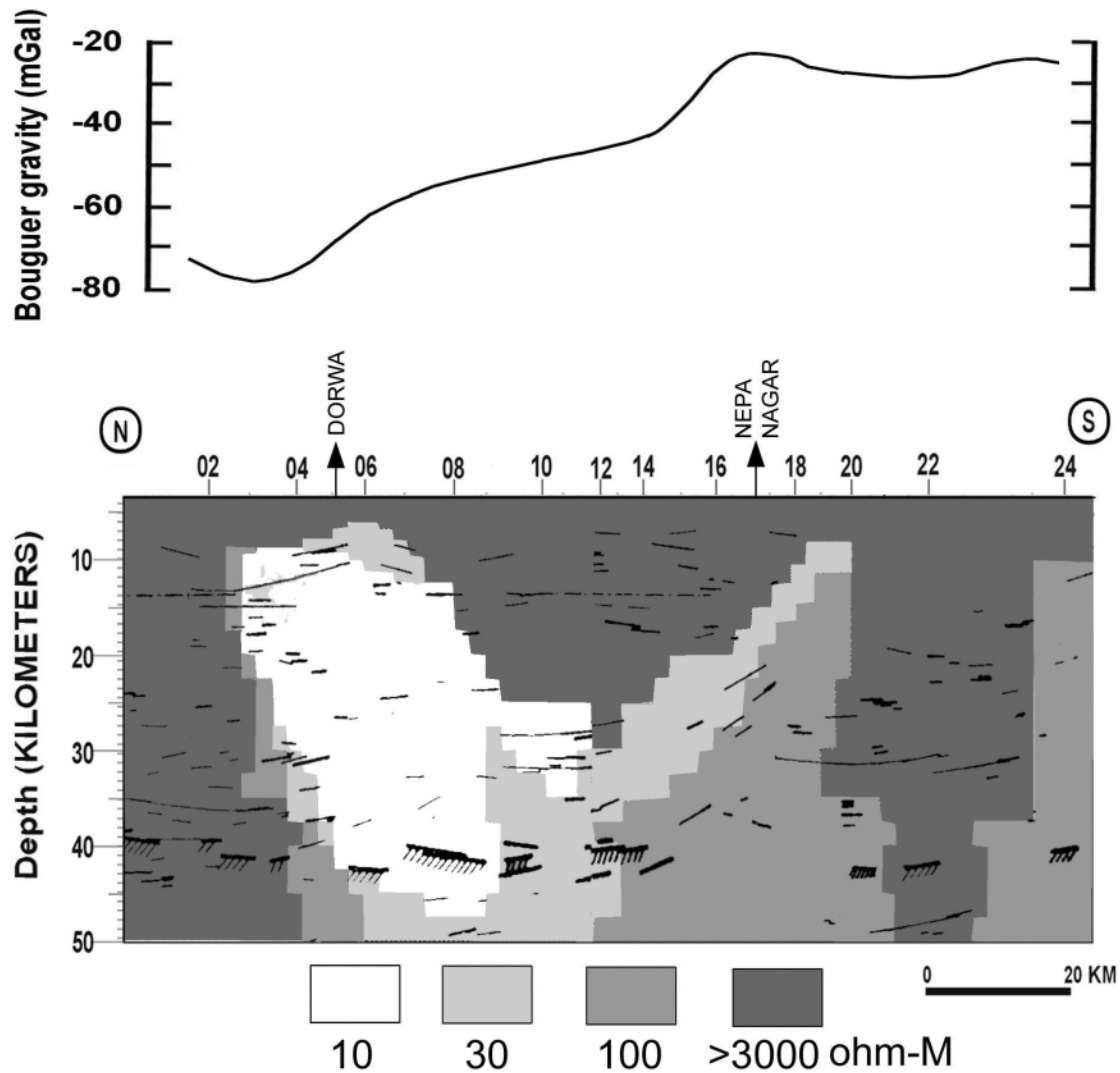 Bouguer gravity (mGal)
-20
-40
-60
-80
DORWA
NEPA
NAGAR
N
S
02 04 06 08 10 12 14 16 18 20 22 24
Depth (KILOMETERS)
10
20
30
40
50
0 20 KM
10 30 100 >3000 ohm-M